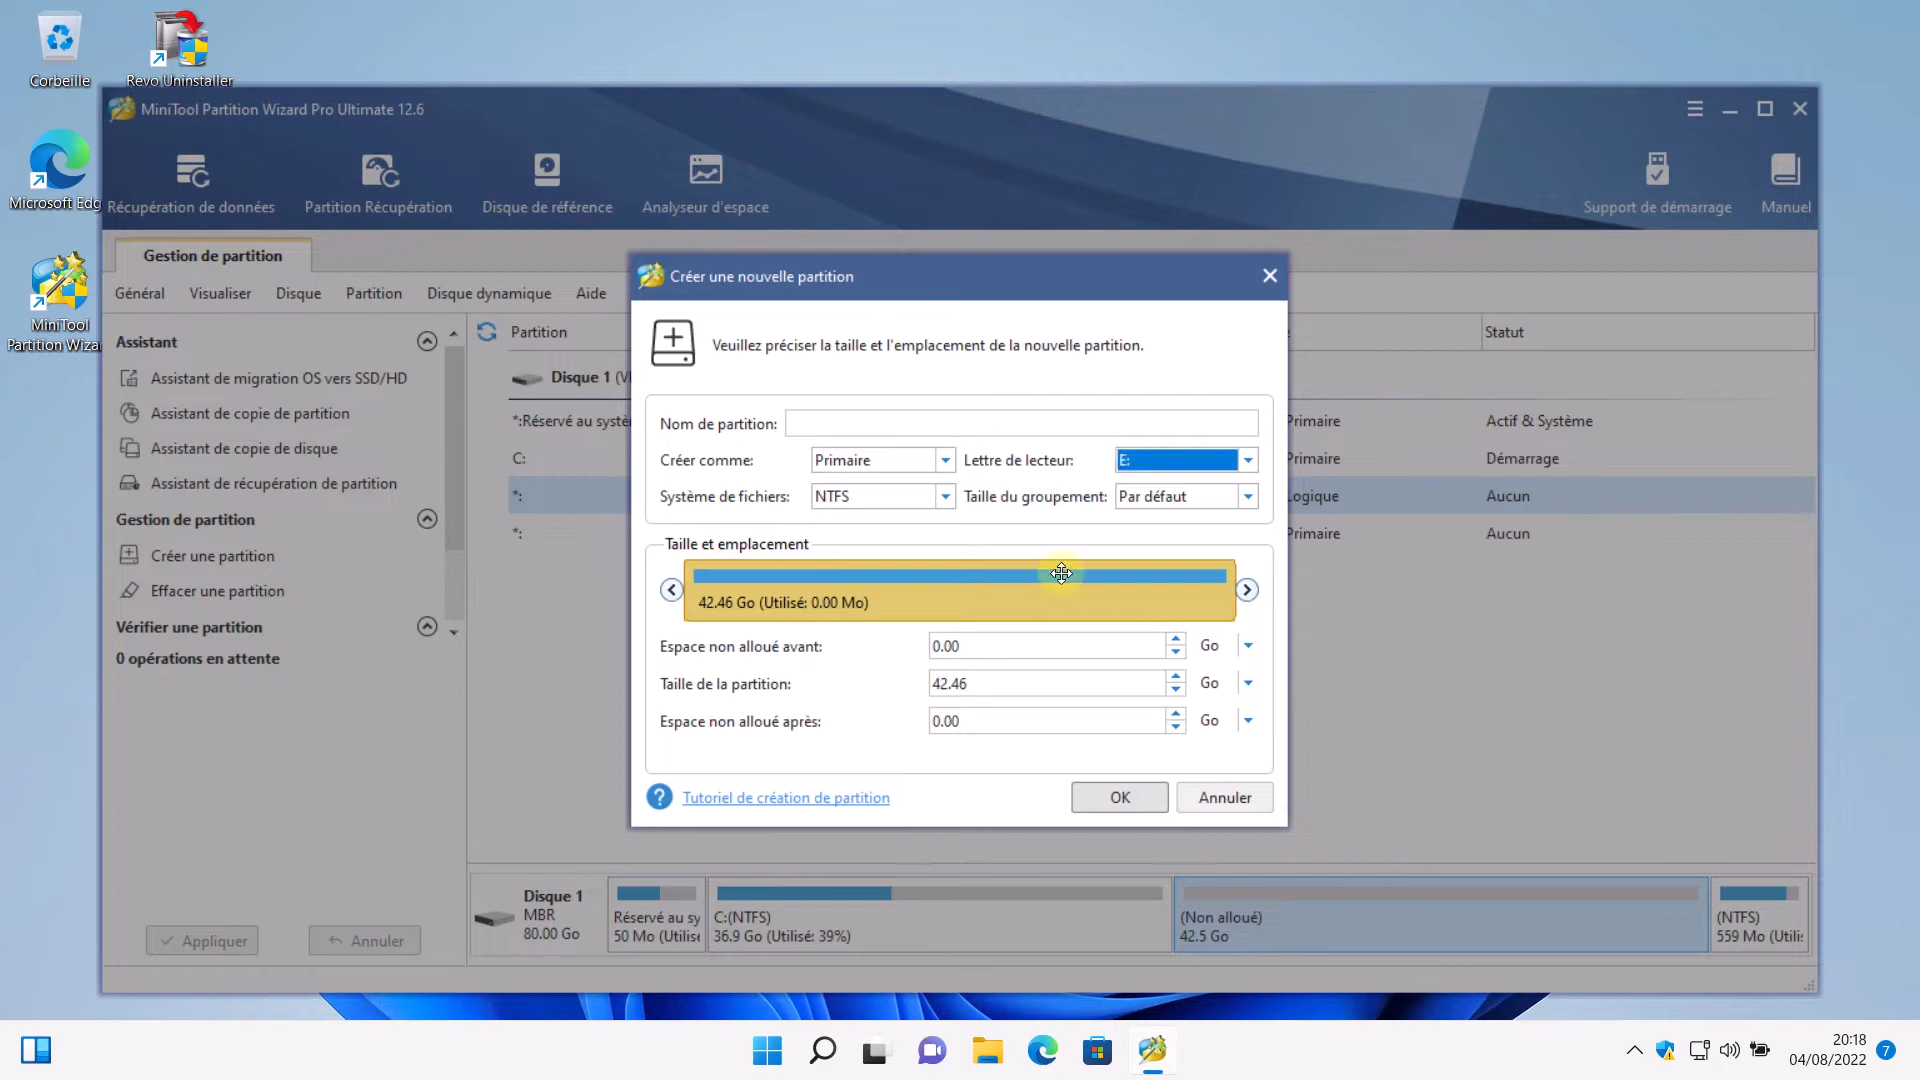 Corbeille
Revo Uninstaller
Microsoft Edg
MiniTool
Partition Wiza
MiniTool Partition Wizard Pro Ultimate 12.6
Récupération de données
Partition Récupération
Disque de référence
Analyseur d'espace
Support de démarrage
Manuel
Gestion de partition
Général
Visualiser
Disque
Partition
Disque dynamique
Aide
Assistant
Assistant de migration OS vers SSD/HD
Assistant de copie de partition
Assistant de copie de disque
Assistant de récupération de partition
Gestion de partition
Créer une partition
Effacer une partition
Vérifier une partition
0 opérations en attente
Appliquer
Annuler
Partition
Statut
Disque 1 (V
*:Réservé au systè
Primaire
Actif & Système
C:
Primaire
Démarrage
*:
Logique
Aucun
*:
Primaire
Aucun
Créer une nouvelle partition
Veuillez préciser la taille et l'emplacement de la nouvelle partition.
Nom de partition:
Créer comme:
Primaire
Lettre de lecteur:
E:
Système de fichiers:
NTFS
Taille du groupement:
Par défaut
Taille et emplacement
42.46 Go (Utilisé: 0.00 Mo)
Espace non alloué avant:
0.00
Go
Taille de la partition:
42.46
Go
Espace non alloué après:
0.00
Go
Tutoriel de création de partition
OK
Annuler
Disque 1
MBR
80.00 Go
Réservé au sy
50 Mo (Utilise
C:(NTFS)
36.9 Go (Utilisé: 39%)
(Non alloué)
42.5 Go
(NTFS)
559 Mo (Utili:
20:18
04/08/2022
7